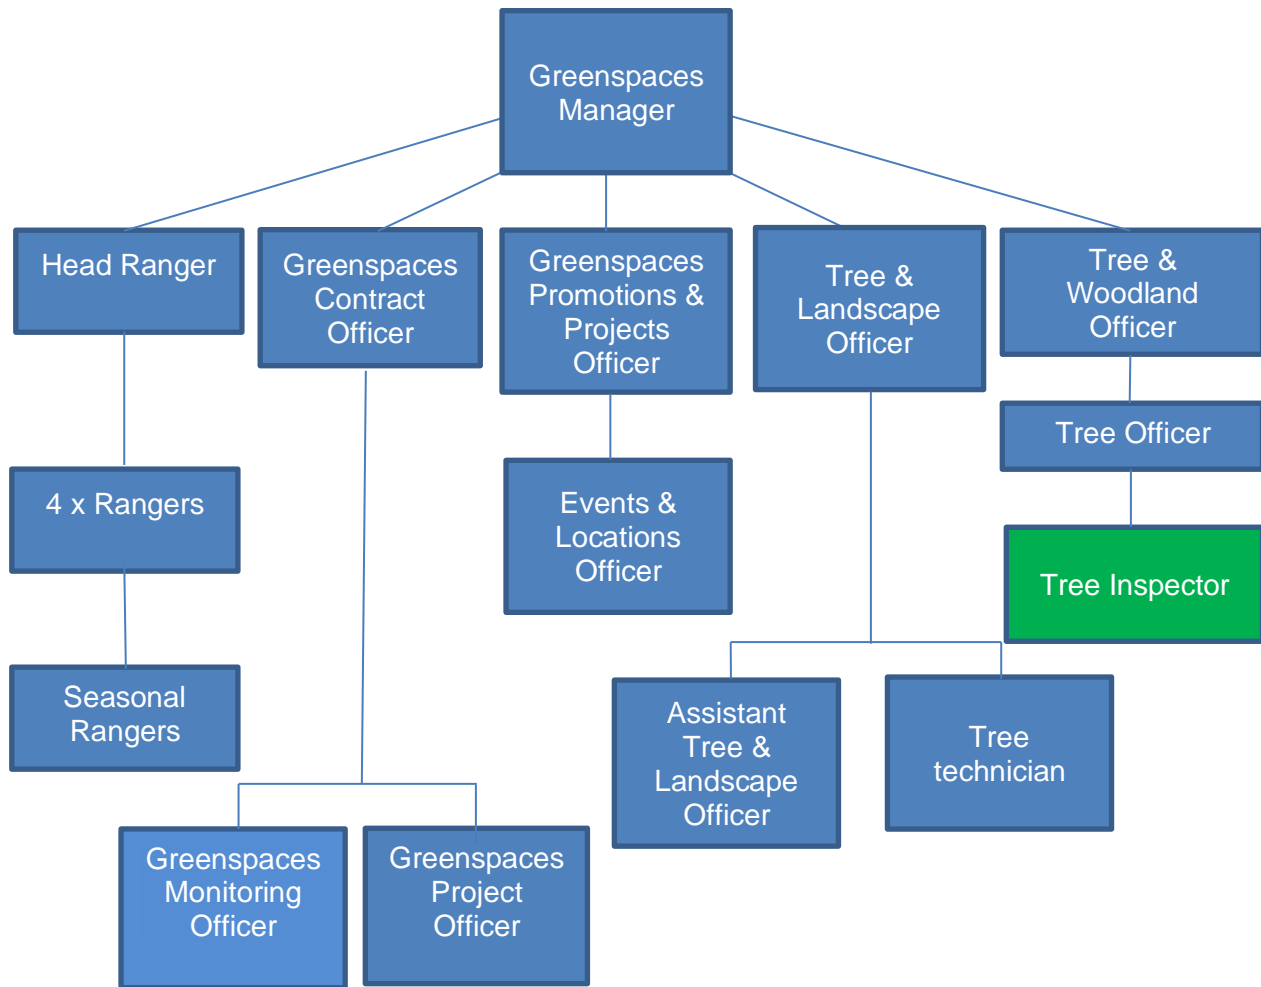 Greenspaces
Manager
Head Ranger
Greenspaces
Contract
Officer
Greenspaces
Promotions &
Projects
Officer
Tree &
Landscape
Officer
Tree &
Woodland
Officer
Tree Officer
4 x Rangers
Events &
Locations
Officer
Tree Inspector
Seasonal
Rangers
Assistant
Tree &
Landscape
Officer
Tree
technician
Greenspaces
Monitoring
Officer
Greenspaces
Project
Officer